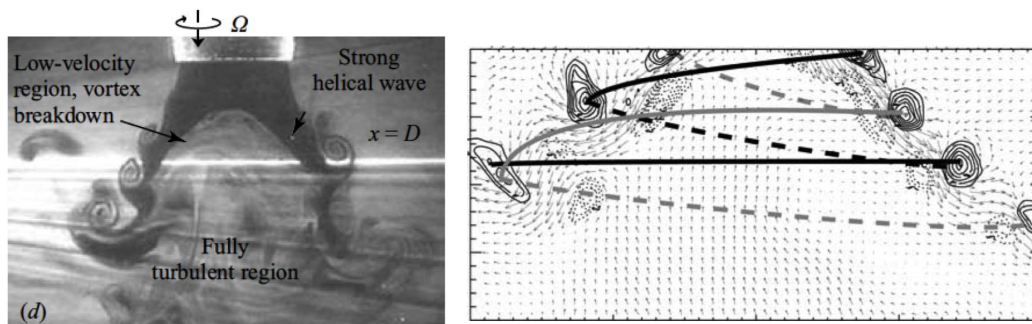 Ω
Low-velocity
region, vortex
breakdown
Strong
helical wave
x = D
Fully
turbulent region
(d)